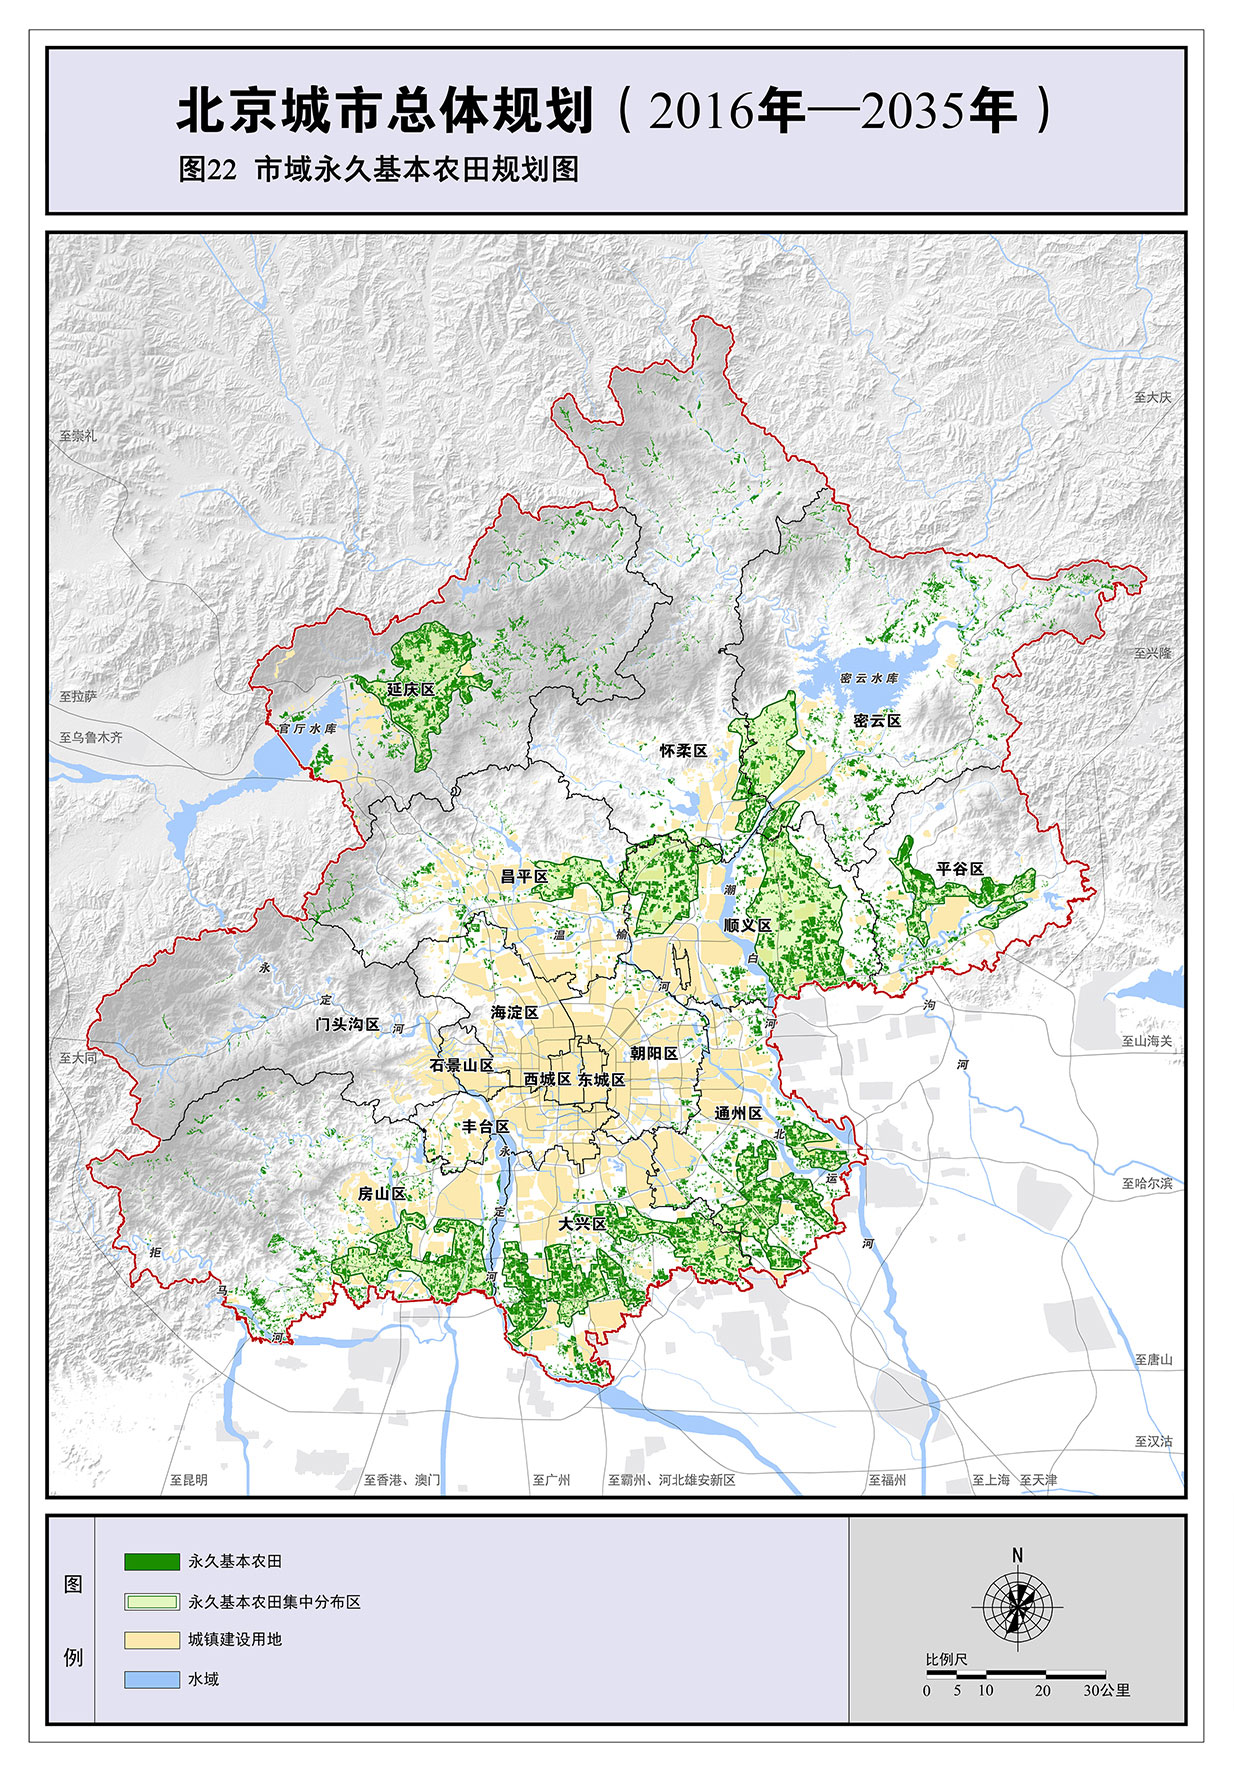 北京城市总体规划（2016年—2035年）
图22 市域永久基本农田规划图
至大庆
至崇礼
至兴隆
密云水库
延庆区
至拉萨
密云区
官厅水库
至乌鲁木齐
怀柔区
平谷区
昌平区
潮
顺义区
温
榆
白
永
河
定
泃
海淀区
门头沟区
河
河
至山海关
朝阳区
至大同
石景山区
河
西城区
东城区
通州区
丰台区
北
永
运
至哈尔滨
房山区
定
大兴区
拒
河
河
马
河
至唐山
至汉沽
至昆明
至香港、澳门
至广州
至霸州、河北雄安新区
至福州
至上海
至天津
图
例
永久基本农田
永久基本农田集中分布区
城镇建设用地
水域
N
比例尺
0 5 10 20 30公里